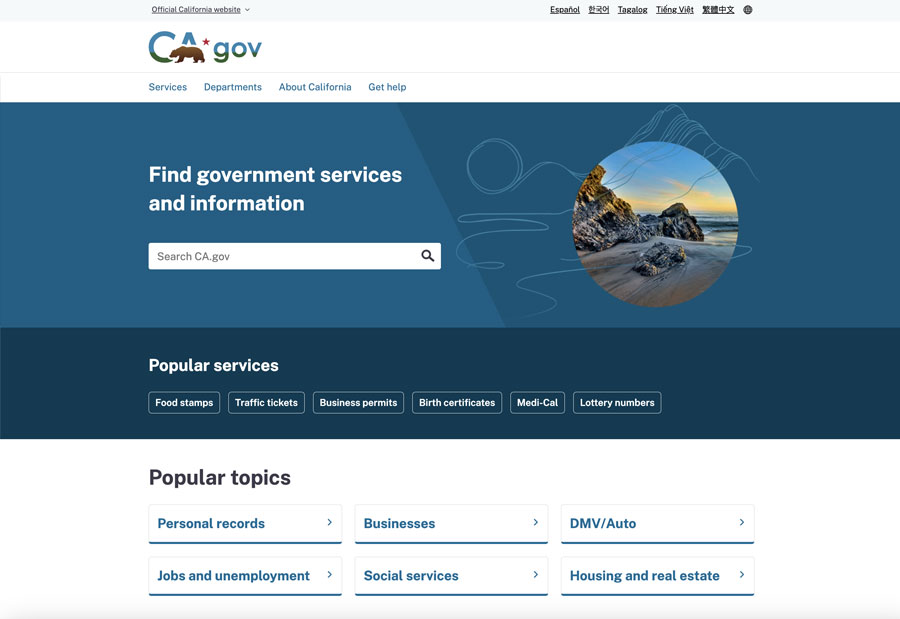 Official California website
Español 한국어 Tagalog Tiếng Việt 繁體中文
CA.gov
Services Departments About California Get help
Find government services
and information
Search CA.gov
Popular services
Food stamps Traffic tickets Business permits Birth certificates Medi-Cal Lottery numbers
Popular topics
Personal records Businesses DMV/Auto
Jobs and unemployment Social services Housing and real estate